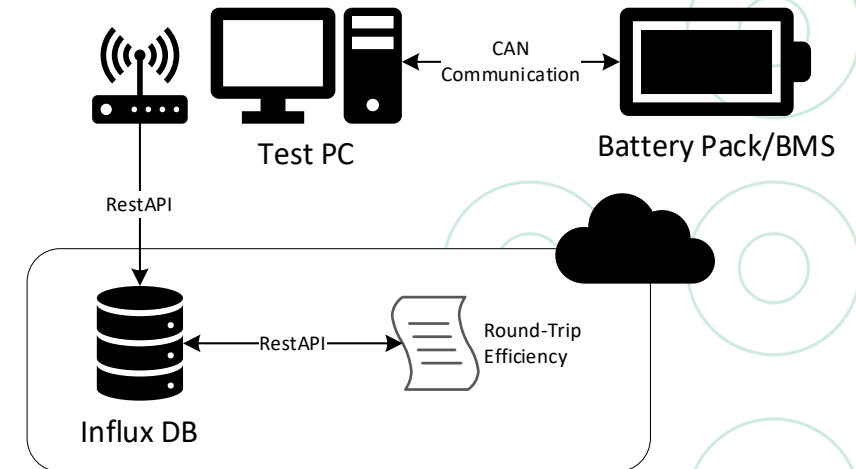 CAN
Communication
Test PC
Battery Pack/BMS
RestAPI
RestAPI
Round-Trip
Efficiency
Influx DB